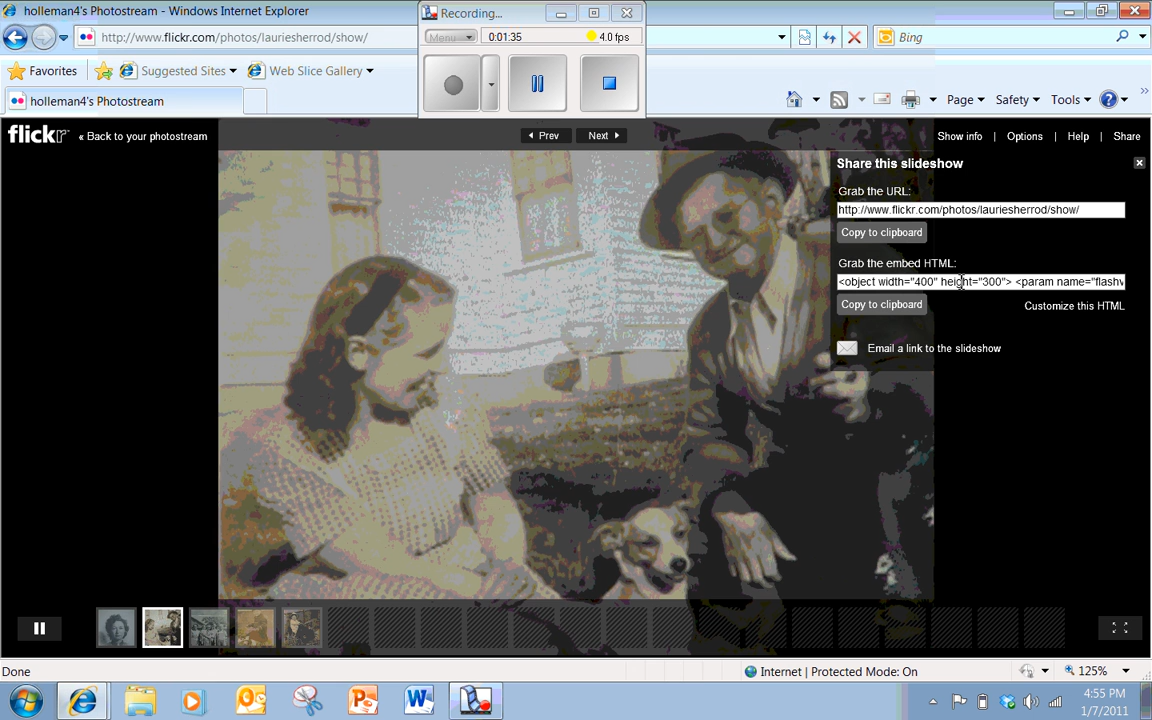 holleman4's Photostream - Windows Internet Explorer
Recording...
http://www.flickr.com/photos/lauriesherrod/show/
Menu
0:01:35
4.0 fps
Bing
Favorites
Suggested Sites
Web Slice Gallery
holleman4's Photostream
Page
Safety
Tools
flickr
« Back to your photostream
Prev
Next
Show info | Options | Help | Share
Share this slideshow
Grab the URL:
http://www.flickr.com/photos/lauriesherrod/show/
Copy to clipboard
Grab the embed HTML:
<object width="400" height="300"> <param name="flashv
Copy to clipboard
Customize this HTML
Email a link to the slideshow
Done
Internet | Protected Mode: On
125%
4:55 PM
1/7/2011